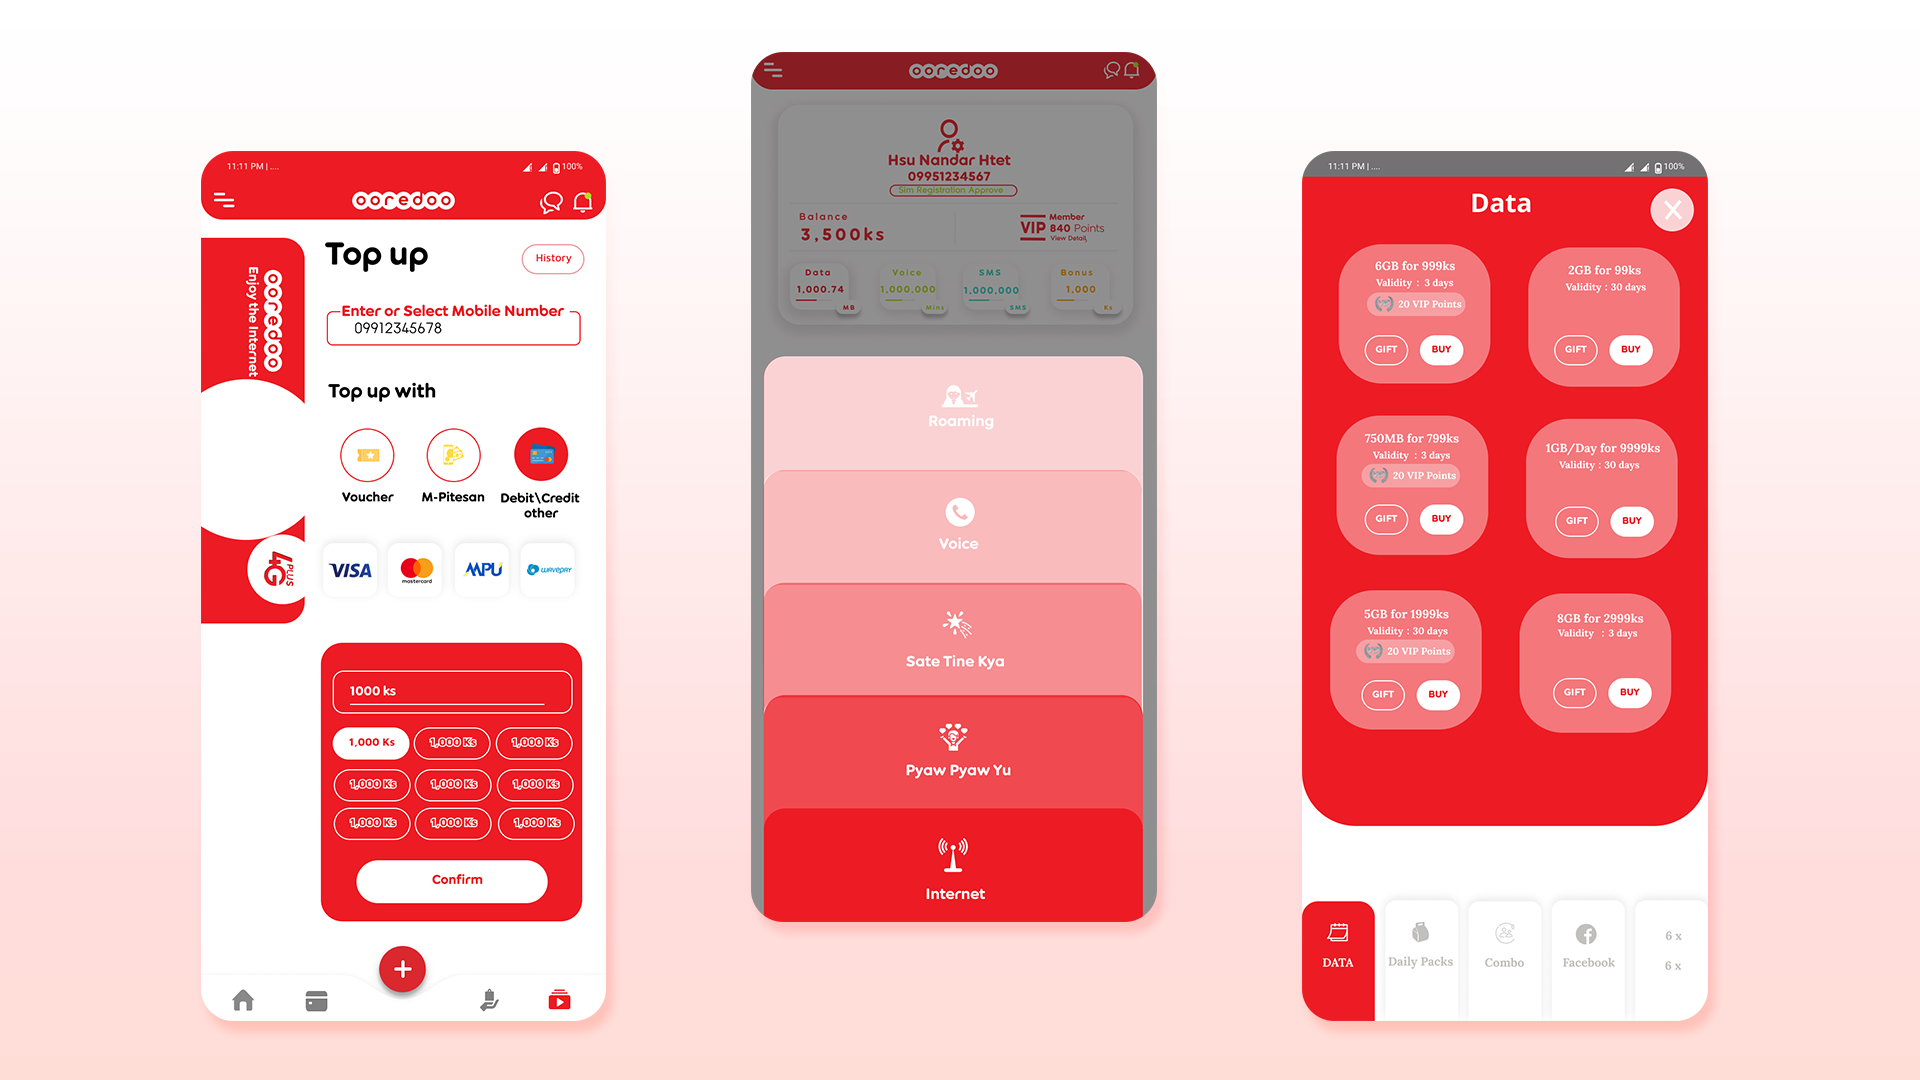 11:11 PM | ....
100%
ooredoo
ooredoo
Enjoy the Internet
4G
PLUS
Top up
History
Enter or Select Mobile Number
09912345678
Top up with
Voucher
M-Pitesan
Debit\Credit
other
VISA
mastercard
MPU
WAVEPAY
1000 ks
1,000 Ks
1,000 Ks
1,000 Ks
1,000 Ks
1,000 Ks
1,000 Ks
1,000 Ks
1,000 Ks
1,000 Ks
Confirm
ooredoo
Hsu Nandar Htet
09951234567
Sim Registration Approve
Balance
3,500ks
VIP
Member
840 Points
View Detail
Data
1,000.74
MB
Voice
1,000,000
Mins
SMS
1,000,000
SMS
Bonus
1,000
Ks
Roaming
Voice
Sate Tine Kya
Pyaw Pyaw Yu
Internet
11:11 PM | ....
100%
Data
X
6GB for 999ks
Validity : 3 days
20 VIP Points
GIFT
BUY
2GB for 99ks
Validity : 30 days
GIFT
BUY
750MB for 799ks
Validity : 3 days
20 VIP Points
GIFT
BUY
1GB/Day for 9999ks
Validity : 30 days
GIFT
BUY
5GB for 1999ks
Validity : 30 days
20 VIP Points
GIFT
BUY
8GB for 2999ks
Validity : 3 days
GIFT
BUY
DATA
Daily Packs
Combo
Facebook
6 x
6 x